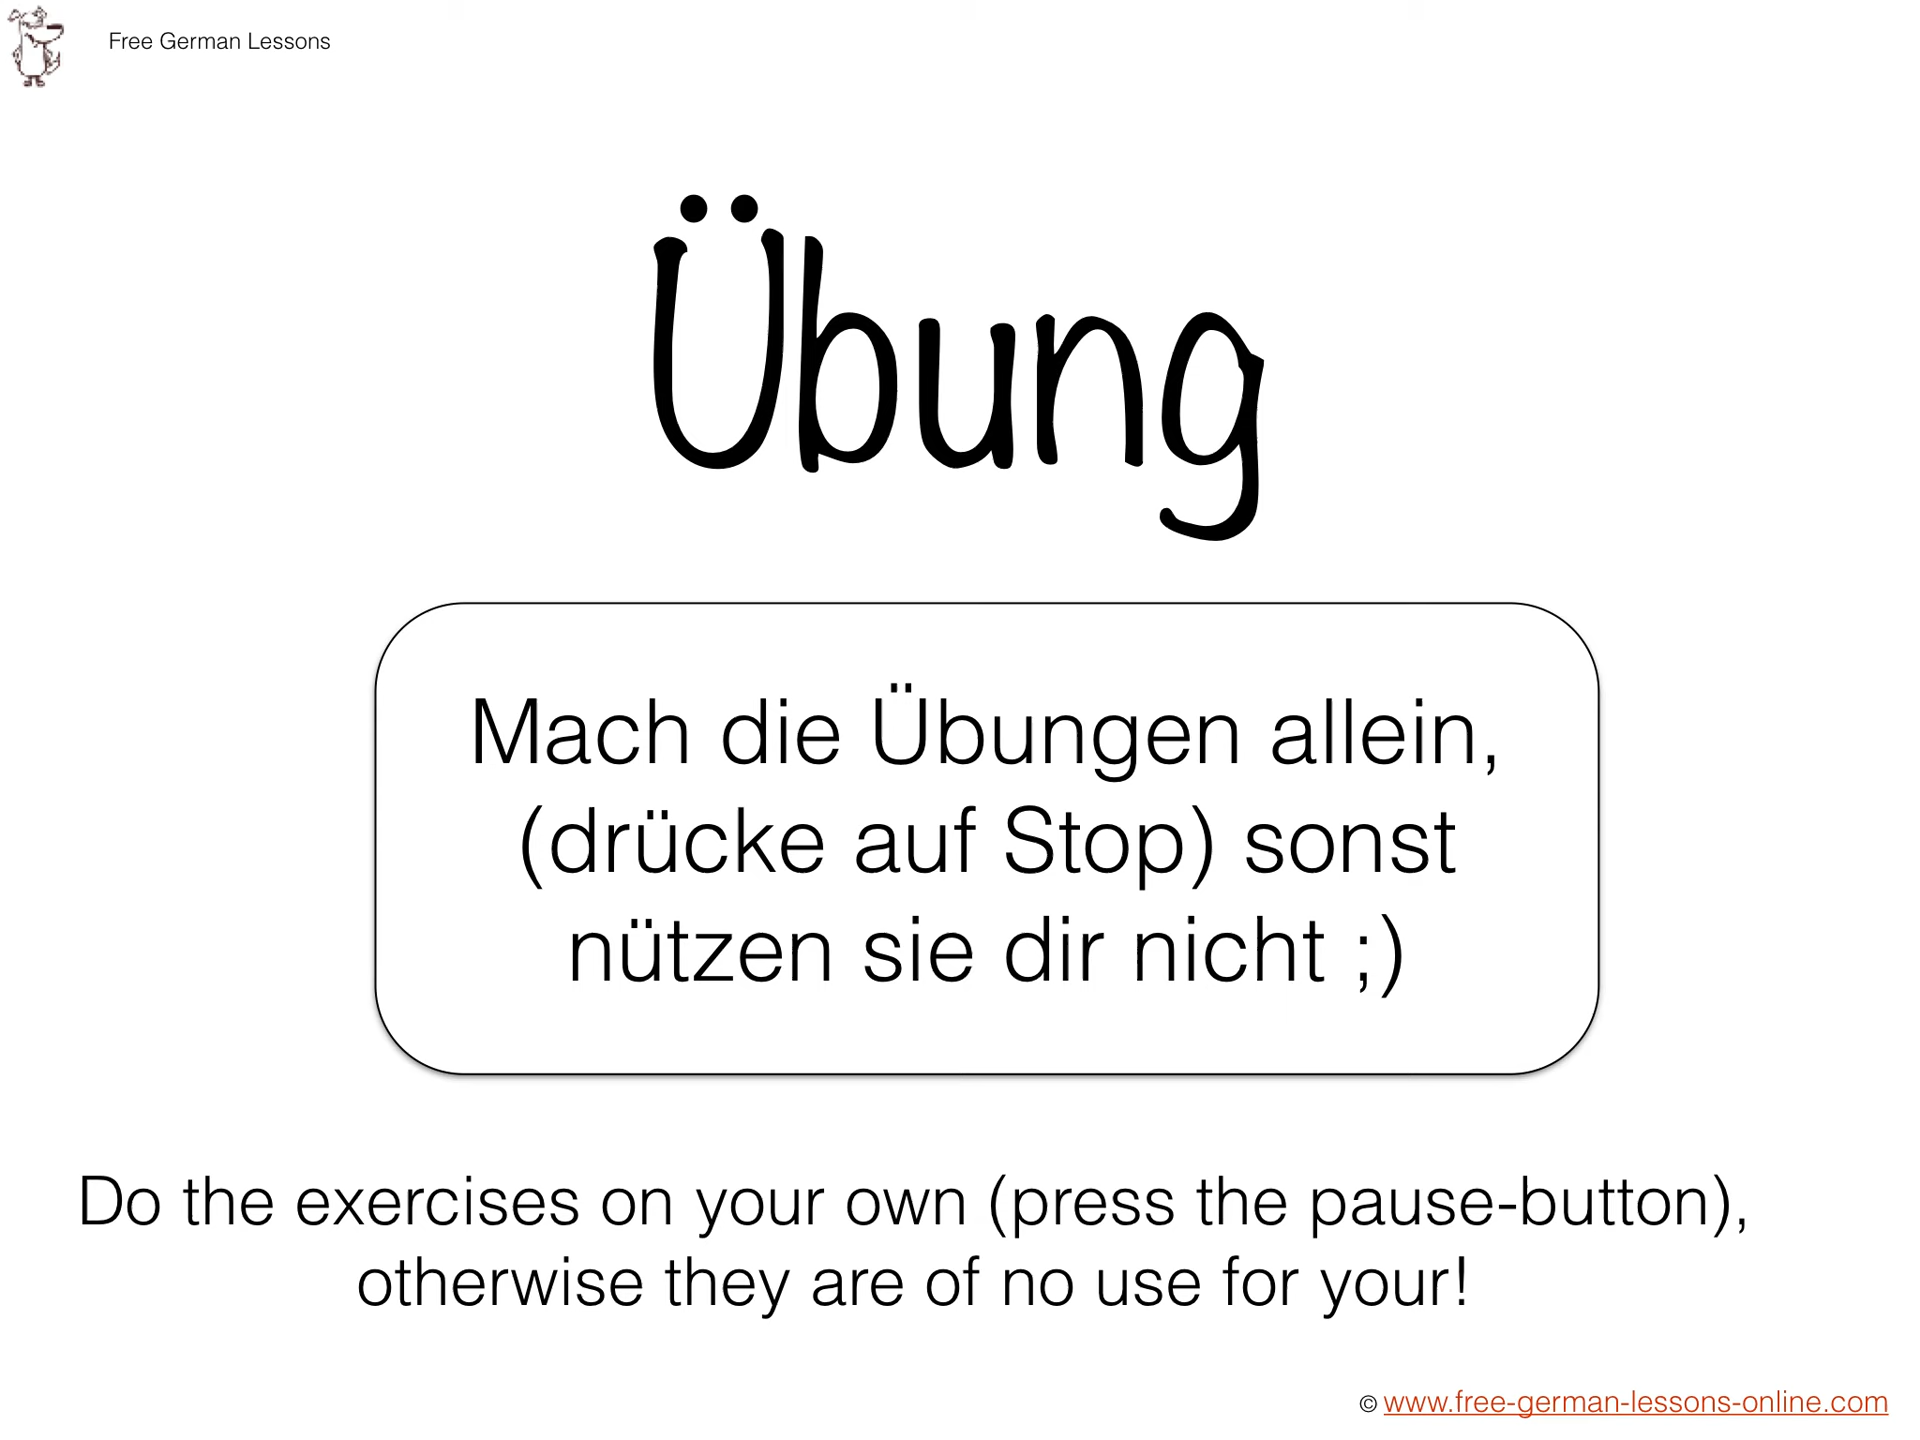 Free German Lessons
Übung
Mach die Übungen allein,
(drücke auf Stop) sonst
nützen sie dir nicht ;)
Do the exercises on your own (press the pause-button),
otherwise they are of no use for your!
© www.free-german-lessons-online.com